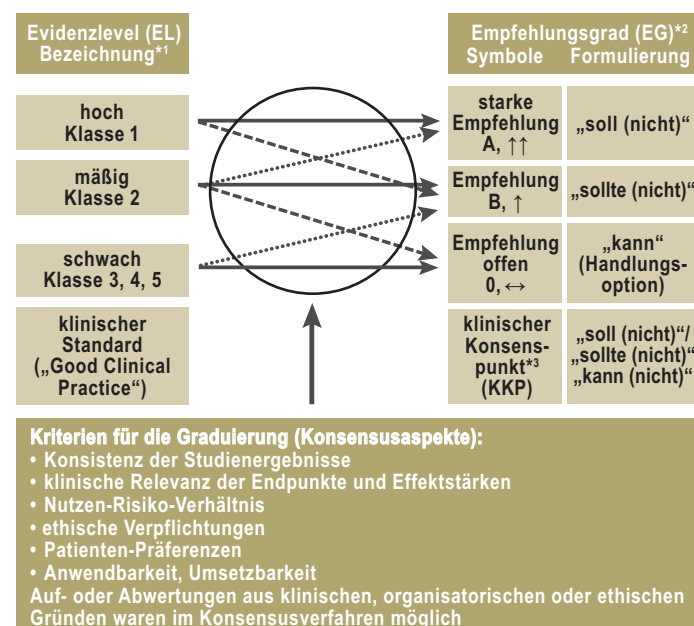 Evidenzlevel (EL)
Bezeichnung*1
Empfehlungsgrad (EG)*2
Symbole Formulierung
hoch
Klasse 1
starke
Empfehlung
A, ↑↑
„soll (nicht)“
mäßig
Klasse 2
Empfehlung
B, ↑
„sollte (nicht)“
schwach
Klasse 3, 4, 5
Empfehlung
offen
0, ↔
„kann“
(Handlungs-
option)
klinischer
Standard
(„Good Clinical
Practice“)
klinischer
Konsens-
punkt*3
(KKP)
„soll (nicht)“/
„sollte (nicht)“
„kann (nicht)“
Kriterien für die Graduierung (Konsensusaspekte):
• Konsistenz der Studienergebnisse
• klinische Relevanz der Endpunkte und Effektstärken
• Nutzen-Risiko-Verhältnis
• ethische Verpflichtungen
• Patienten-Präferenzen
• Anwendbarkeit, Umsetzbarkeit
Auf- oder Abwertungen aus klinischen, organisatorischen oder ethischen
Gründen waren im Konsensusverfahren möglich